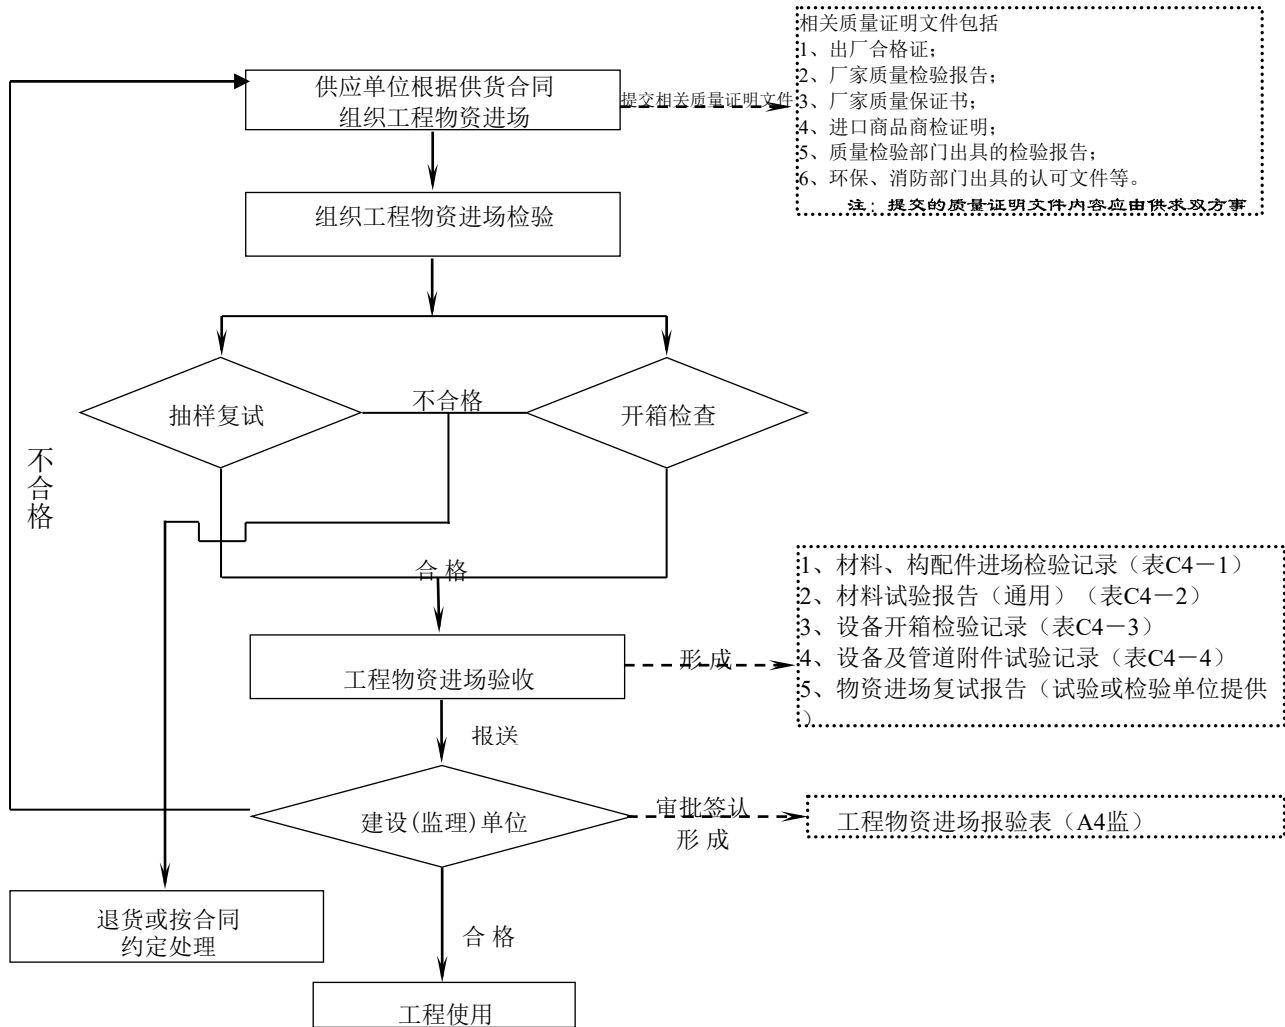 相关质量证明文件包括
1、出厂合格证；
2、厂家质量检验报告；
3、厂家质量保证书；
4、进口商品商检证明；
5、质量检验部门出具的检验报告；
6、环保、消防部门出具的认可文件等。
注：提交的质量证明文件内容应由供求双方事
供应单位根据供货合同
组织工程物资进场
提交相关质量证明文件
组织工程物资进场检验
抽样复试
不合格
开箱检查
不合格
合 格
1、材料、构配件进场检验记录（表C4－1）
2、材料试验报告（通用）（表C4－2）
3、设备开箱检验记录（表C4－3）
4、设备及管道附件试验记录（表C4－4）
5、物资进场复试报告（试验或检验单位提供
）
工程物资进场验收
形 成
报送
建设(监理)单位
审批签认
形 成
工程物资进场报验表（A4监）
退货或按合同
约定处理
合 格
工程使用